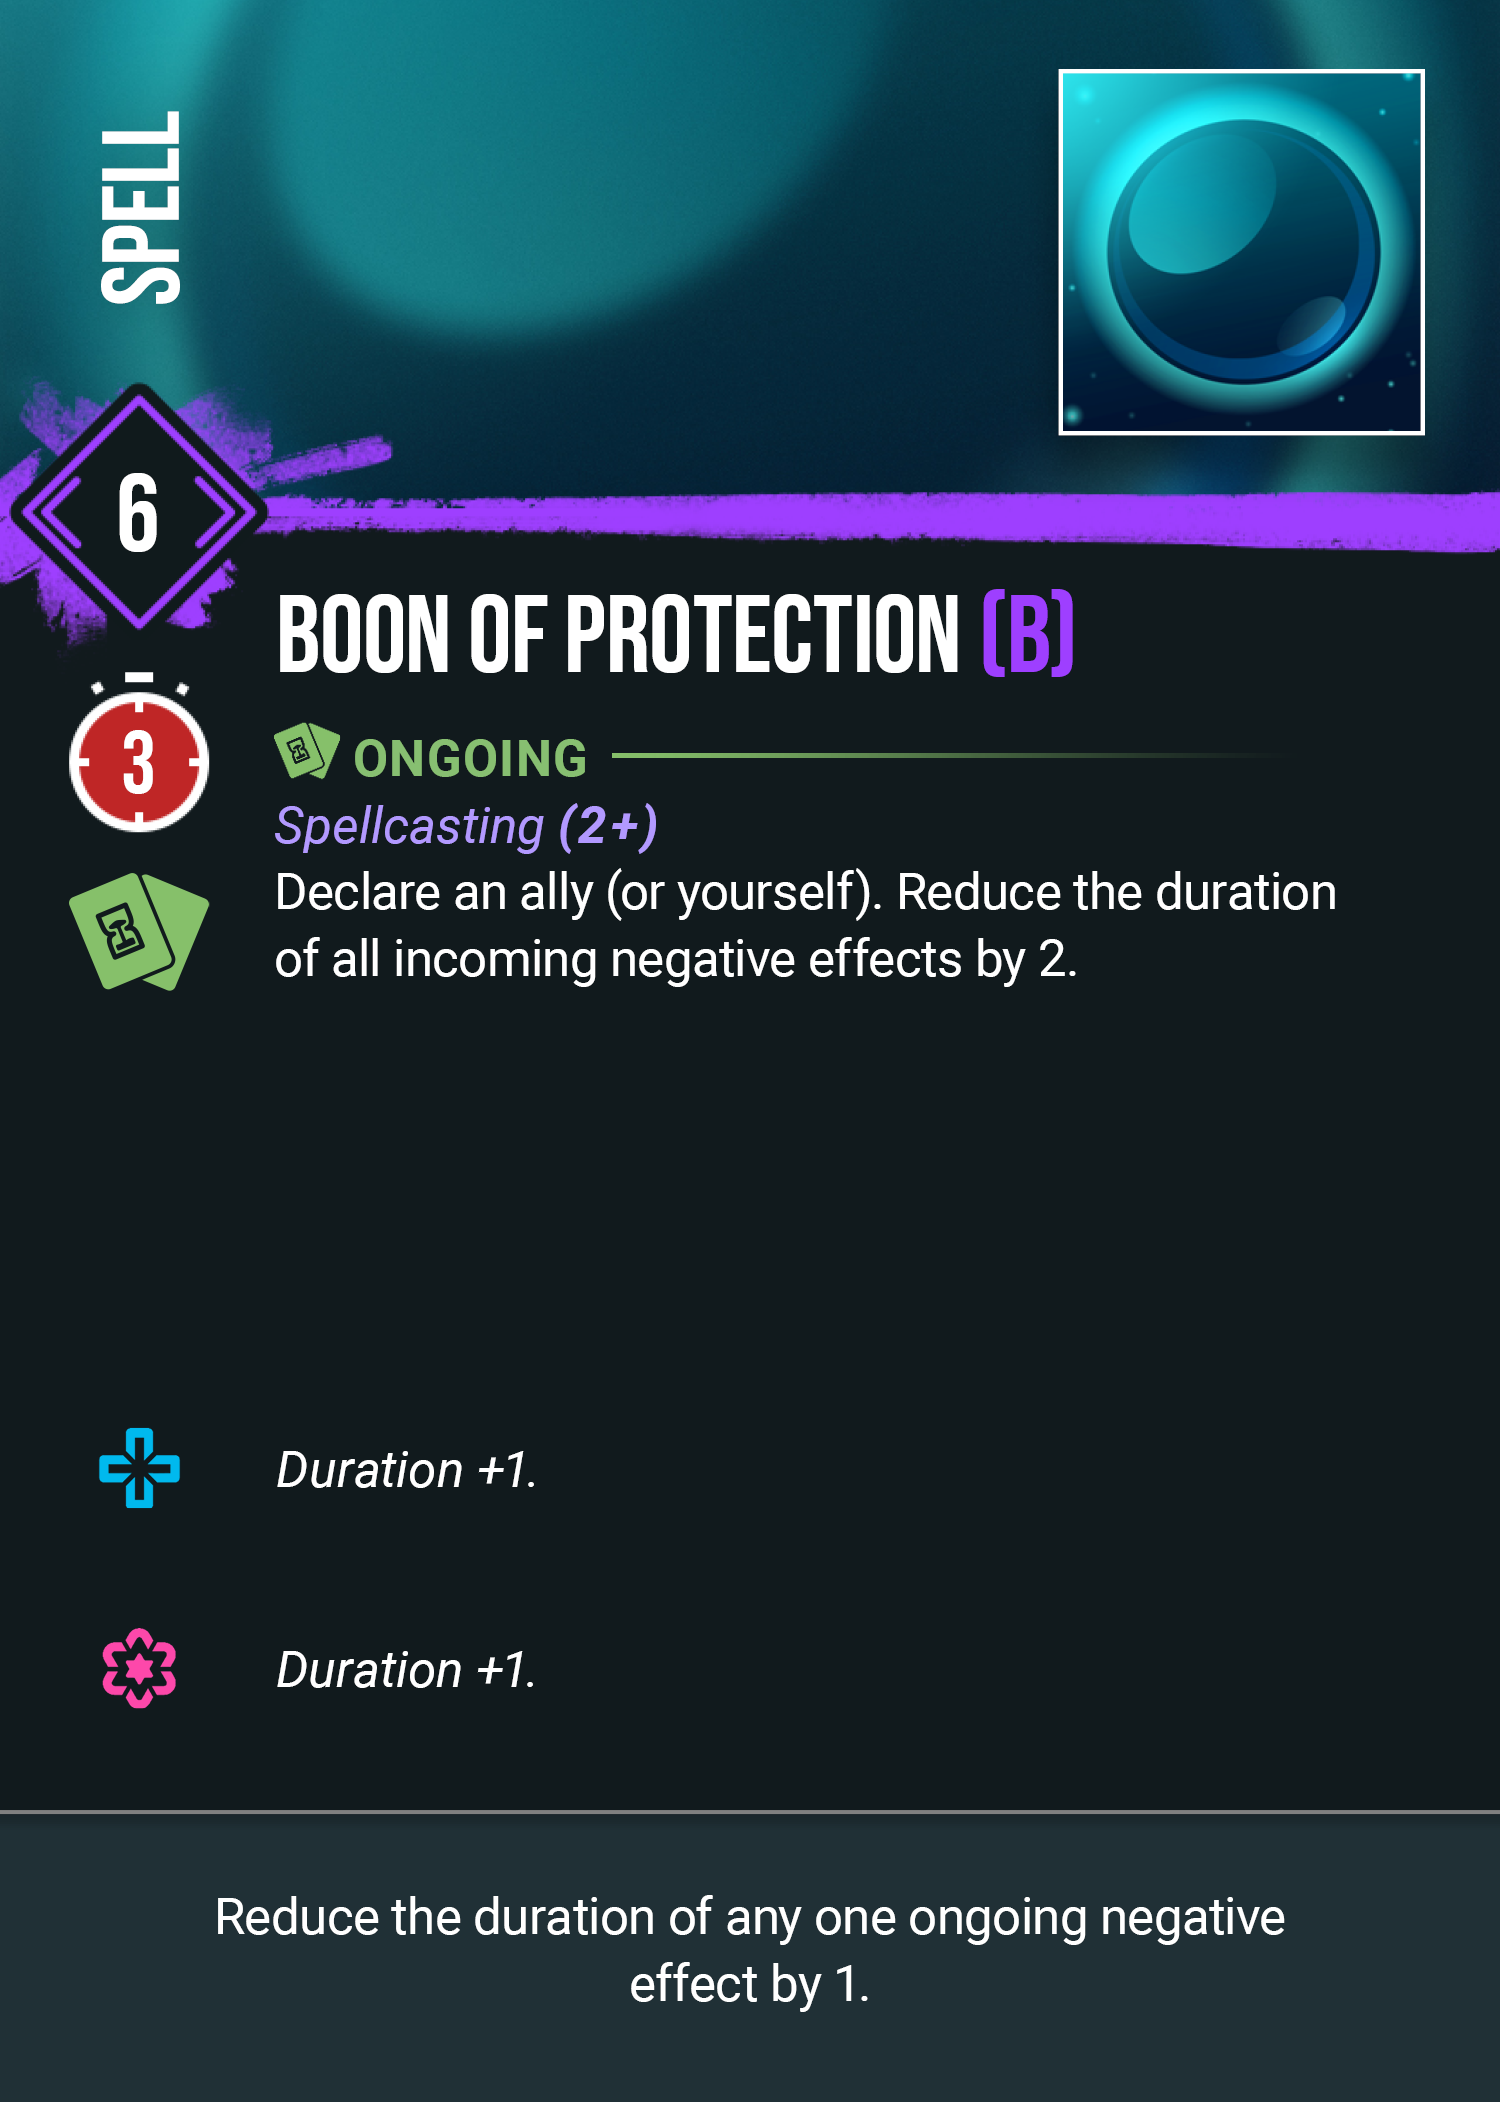 SPELL
6
BOON OF PROTECTION (B)
3
ONGOING
Spellcasting (2+)
Declare an ally (or yourself). Reduce the duration
of all incoming negative effects by 2.
Duration +1.
Duration +1.
Reduce the duration of any one ongoing negative
effect by 1.